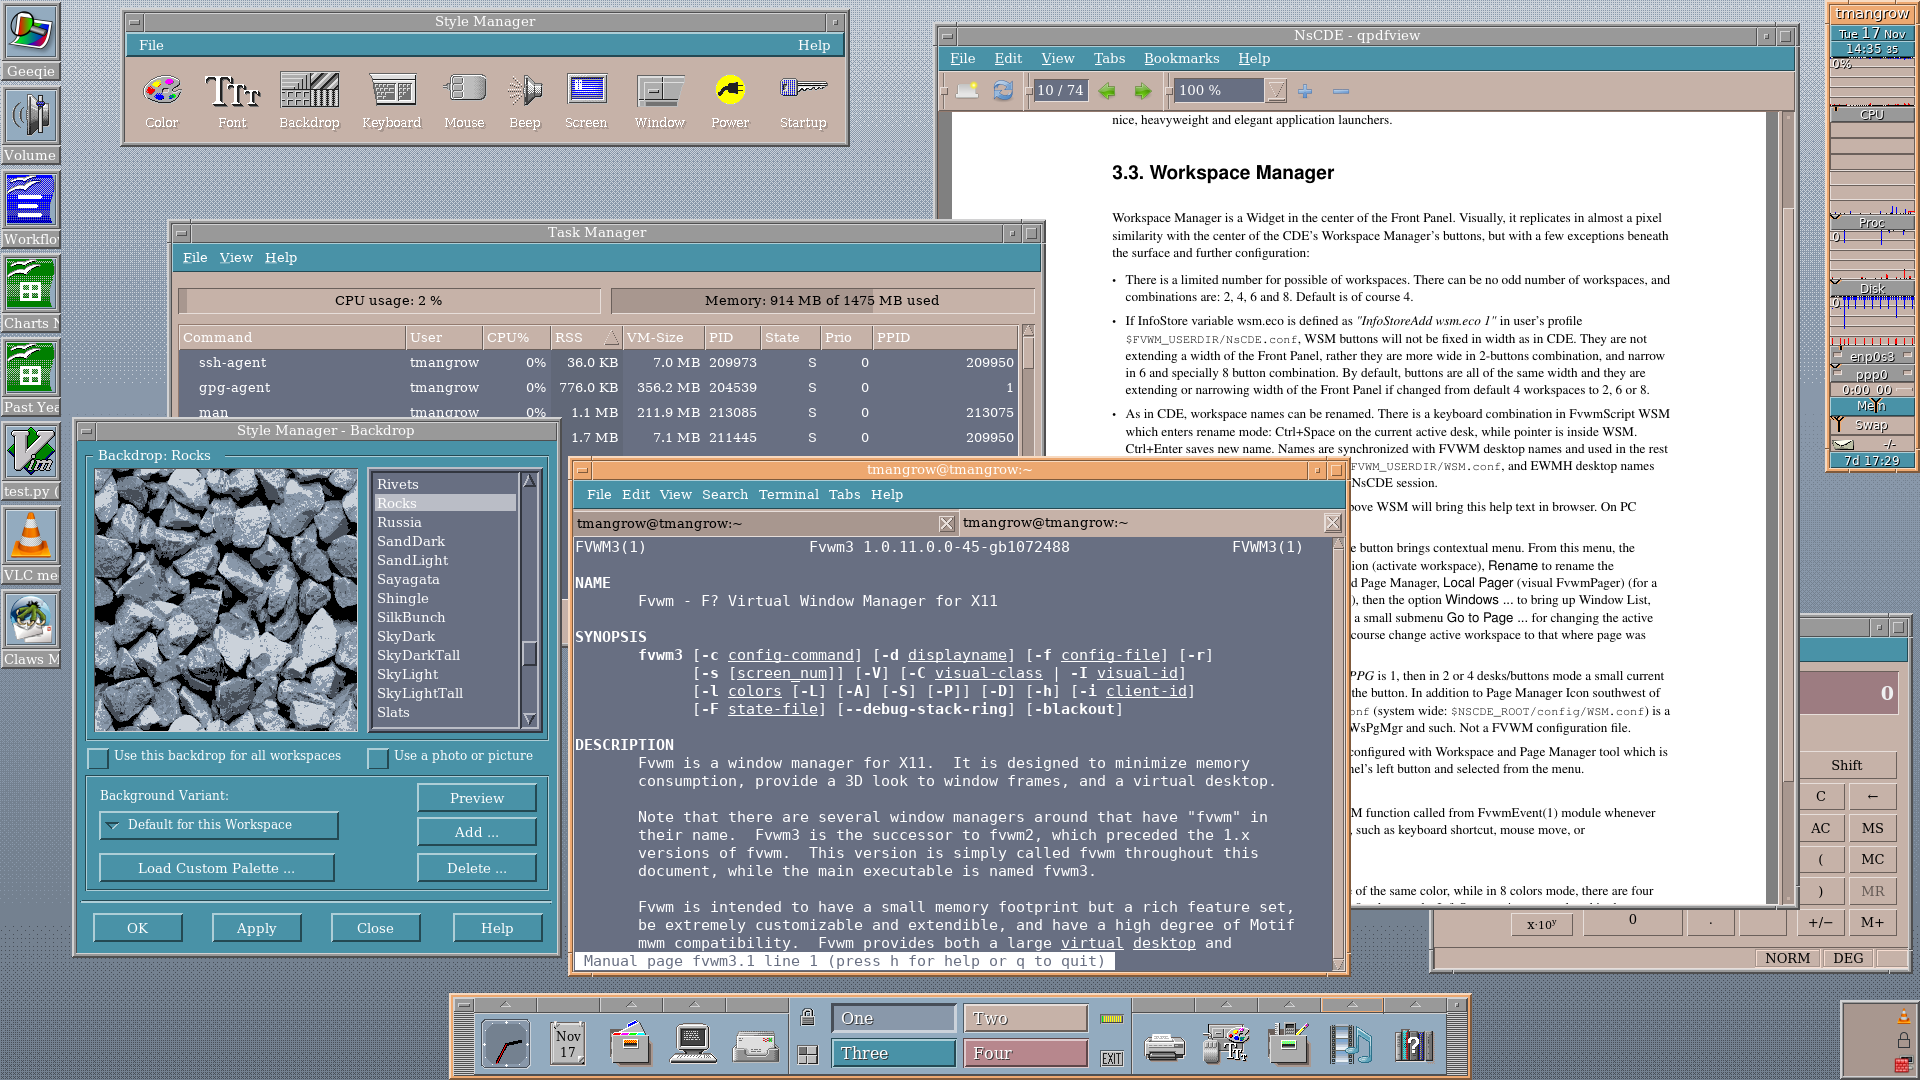 Geeqie
Volume
Workflo
Charts N
Past Yea
test.py (
VLC me
Claws M
Style Manager
File Help
Color Font Backdrop Keyboard Mouse Beep Screen Window Power Startup
Task Manager
File View Help
CPU usage: 2 % Memory: 914 MB of 1475 MB used
Command User CPU% RSS VM-Size PID State Prio PPID
ssh-agent tmangrow 0% 36.0 KB 7.0 MB 209973 S 0 209950
gpg-agent tmangrow 0% 776.0 KB 356.2 MB 204539 S 0 1
man tmangrow 0% 1.1 MB 211.9 MB 213085 S 0 213075
1.7 MB 7.1 MB 211445 S 0 209950
Style Manager - Backdrop
Backdrop: Rocks
Rivets
Rocks
Russia
SandDark
SandLight
Sayagata
Shingle
SilkBunch
SkyDark
SkyDarkTall
SkyLight
SkyLightTall
Slats
Use this backdrop for all workspaces Use a photo or picture
Background Variant:
Default for this Workspace
Load Custom Palette ...
Preview
Add ...
Delete ...
OK Apply Close Help
tmangrow@tmangrow:~
File Edit View Search Terminal Tabs Help
tmangrow@tmangrow:~ tmangrow@tmangrow:~
FVWM3(1) Fvwm3 1.0.11.0.0-45-gb1072488 FVWM3(1)
NAME
Fvwm - F? Virtual Window Manager for X11
SYNOPSIS
fvwm3 [-c config-command] [-d displayname] [-f config-file] [-r]
[-s [screen_num]] [-V] [-C visual-class | -I visual-id]
[-l colors [-L] [-A] [-S] [-P]] [-D] [-h] [-i client-id]
[-F state-file] [--debug-stack-ring] [-blackout]
DESCRIPTION
Fvwm is a window manager for X11.  It is designed to minimize memory
consumption, provide a 3D look to window frames, and a virtual desktop.
Note that there are several window managers around that have "fvwm" in
their name.  Fvwm3 is the successor to fvwm2, which preceded the 1.x
versions of fvwm.  This version is simply called fvwm throughout this
document, while the main executable is named fvwm3.
Fvwm is intended to have a small memory footprint but a rich feature set,
be extremely customizable and extendible, and have a high degree of Motif
mwm compatibility.  Fvwm provides both a large virtual desktop and
Manual page fvwm3.1 line 1 (press h for help or q to quit)
NsCDE - qpdfview
File Edit View Tabs Bookmarks Help
10 / 74 100 %
nice, heavyweight and elegant application launchers.
3.3. Workspace Manager
Workspace Manager is a Widget in the center of the Front Panel. Visually, it replicates in almost a pixel
similarity with the center of the CDE's Workspace Manager's buttons, but with a few exceptions beneath
the surface and further configuration:
• There is a limited number for possible of workspaces. There can be no odd number of workspaces, and
combinations are: 2, 4, 6 and 8. Default is of course 4.
• If InfoStore variable wsm.eco is defined as "InfoStoreAdd wsm.eco 1" in user's profile
$FVWM_USERDIR/NsCDE.conf, WSM buttons will not be fixed in width as in CDE. They are not
extending a width of the Front Panel, rather they are more wide in 2-buttons combination, and narrow
in 6 and specially 8 button combination. By default, buttons are all of the same width and they are
extending or narrowing width of the Front Panel if changed from default 4 workspaces to 2, 6 or 8.
• As in CDE, workspace names can be renamed. There is a keyboard combination in FvwmScript WSM
which enters rename mode: Ctrl+Space on the current active desk, while pointer is inside WSM.
Ctrl+Enter saves new name. Names are synchronized with FVWM desktop names and used in the rest
FVWM_USERDIR/WSM.conf, and EWMH desktop names
NsCDE session.
ove WSM will bring this help text in browser. On PC
e button brings contextual menu. From this menu, the
ion (activate workspace), Rename to rename the
d Page Manager, Local Pager (visual FvwmPager) (for a
), then the option Windows ... to bring up Window List,
a small submenu Go to Page ... for changing the active
course change active workspace to that where page was
PPG is 1, then in 2 or 4 desks/buttons mode a small current
the button. In addition to Page Manager Icon southwest of
onf (system wide: $NSCDE_ROOT/config/WSM.conf) is a
WsPgMgr and such. Not a FVWM configuration file.
configured with Workspace and Page Manager tool which is
nel's left button and selected from the menu.
M function called from FvwmEvent(1) module whenever
, such as keyboard shortcut, mouse move, or
of the same color, while in 8 colors mode, there are four
tmangrow
Tue 17 Nov
14:35 35
0%
CPU
Proc
0
Disk
0
enp0s3
ppp0
0:00 00
Mem
Swap
-/-
7d 17:29
0
Shift
C ←
AC MS
( MC
) MR
x·10ʸ 0 . +/− M+
NORM DEG
Nov
17
One Two
Three Four
EXIT
TT
?